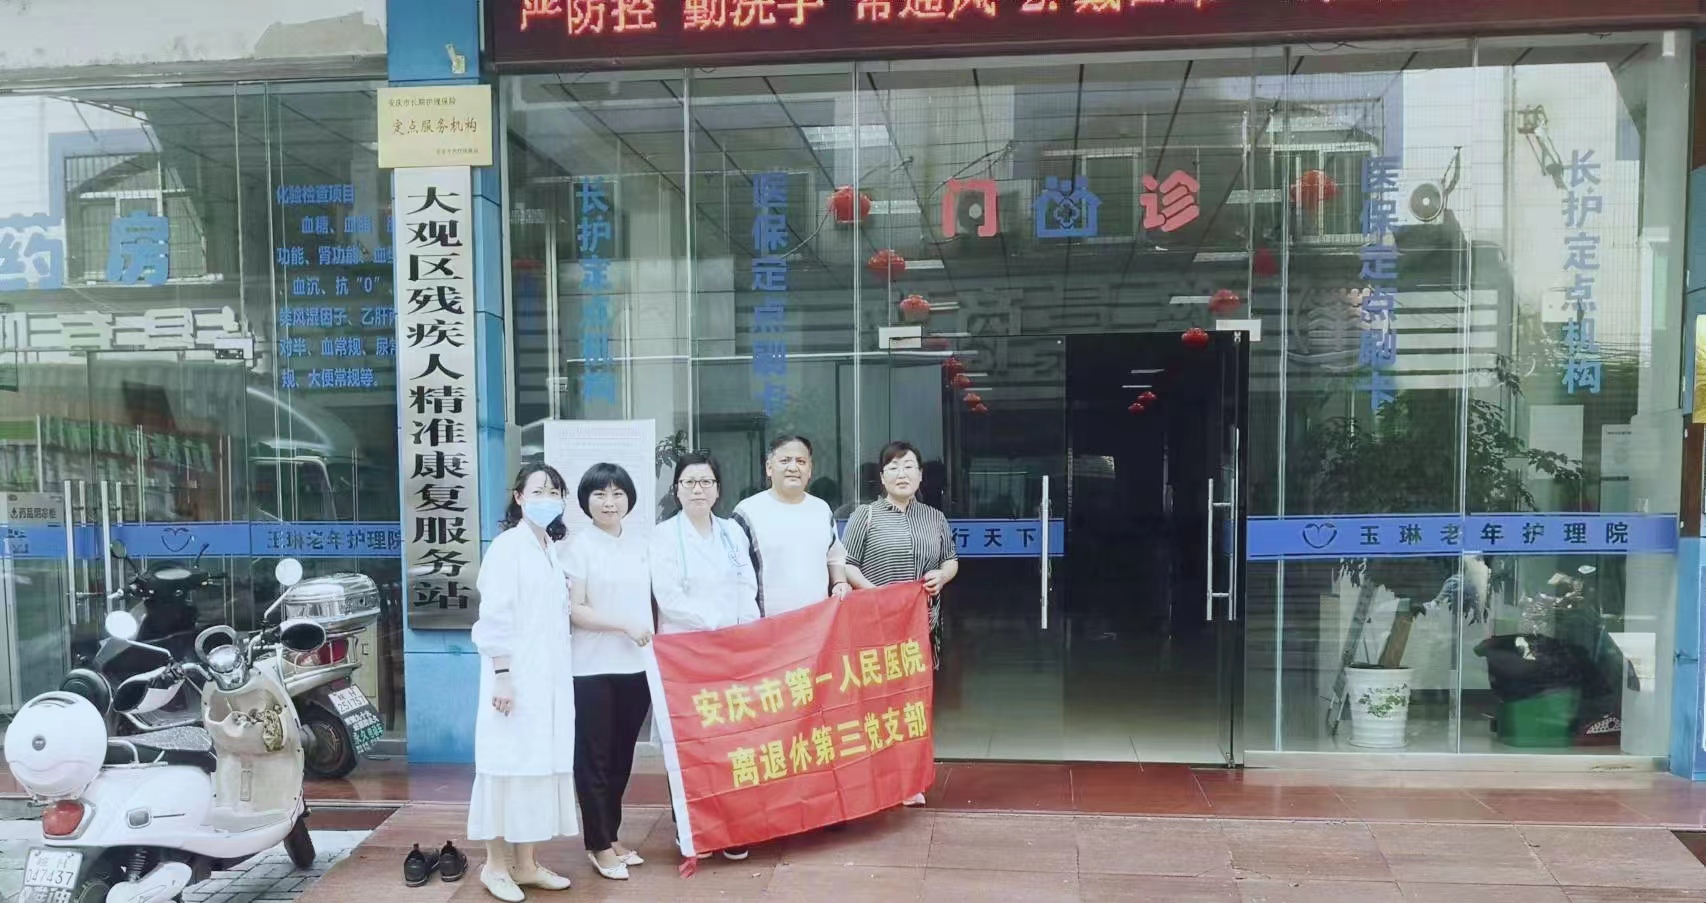 严防控 勤洗手 常通风
安庆市长期护理保险
定点服务机构
大观区残疾人精准康复服务站
药房
化验检查项目
血糖、血脂、
功能、肾功能、血
血沉、抗“O”、
类风湿因子、乙肝两
对半、血常规、尿常
规、大便常规等。
长护定点机构
医保定点刷卡
门诊
医保定点刷卡
长护定点机构
玉琳老年护理院
行天下
玉琳老年护理院
安庆市第一人民医院
离退休第三党支部
251757
047437